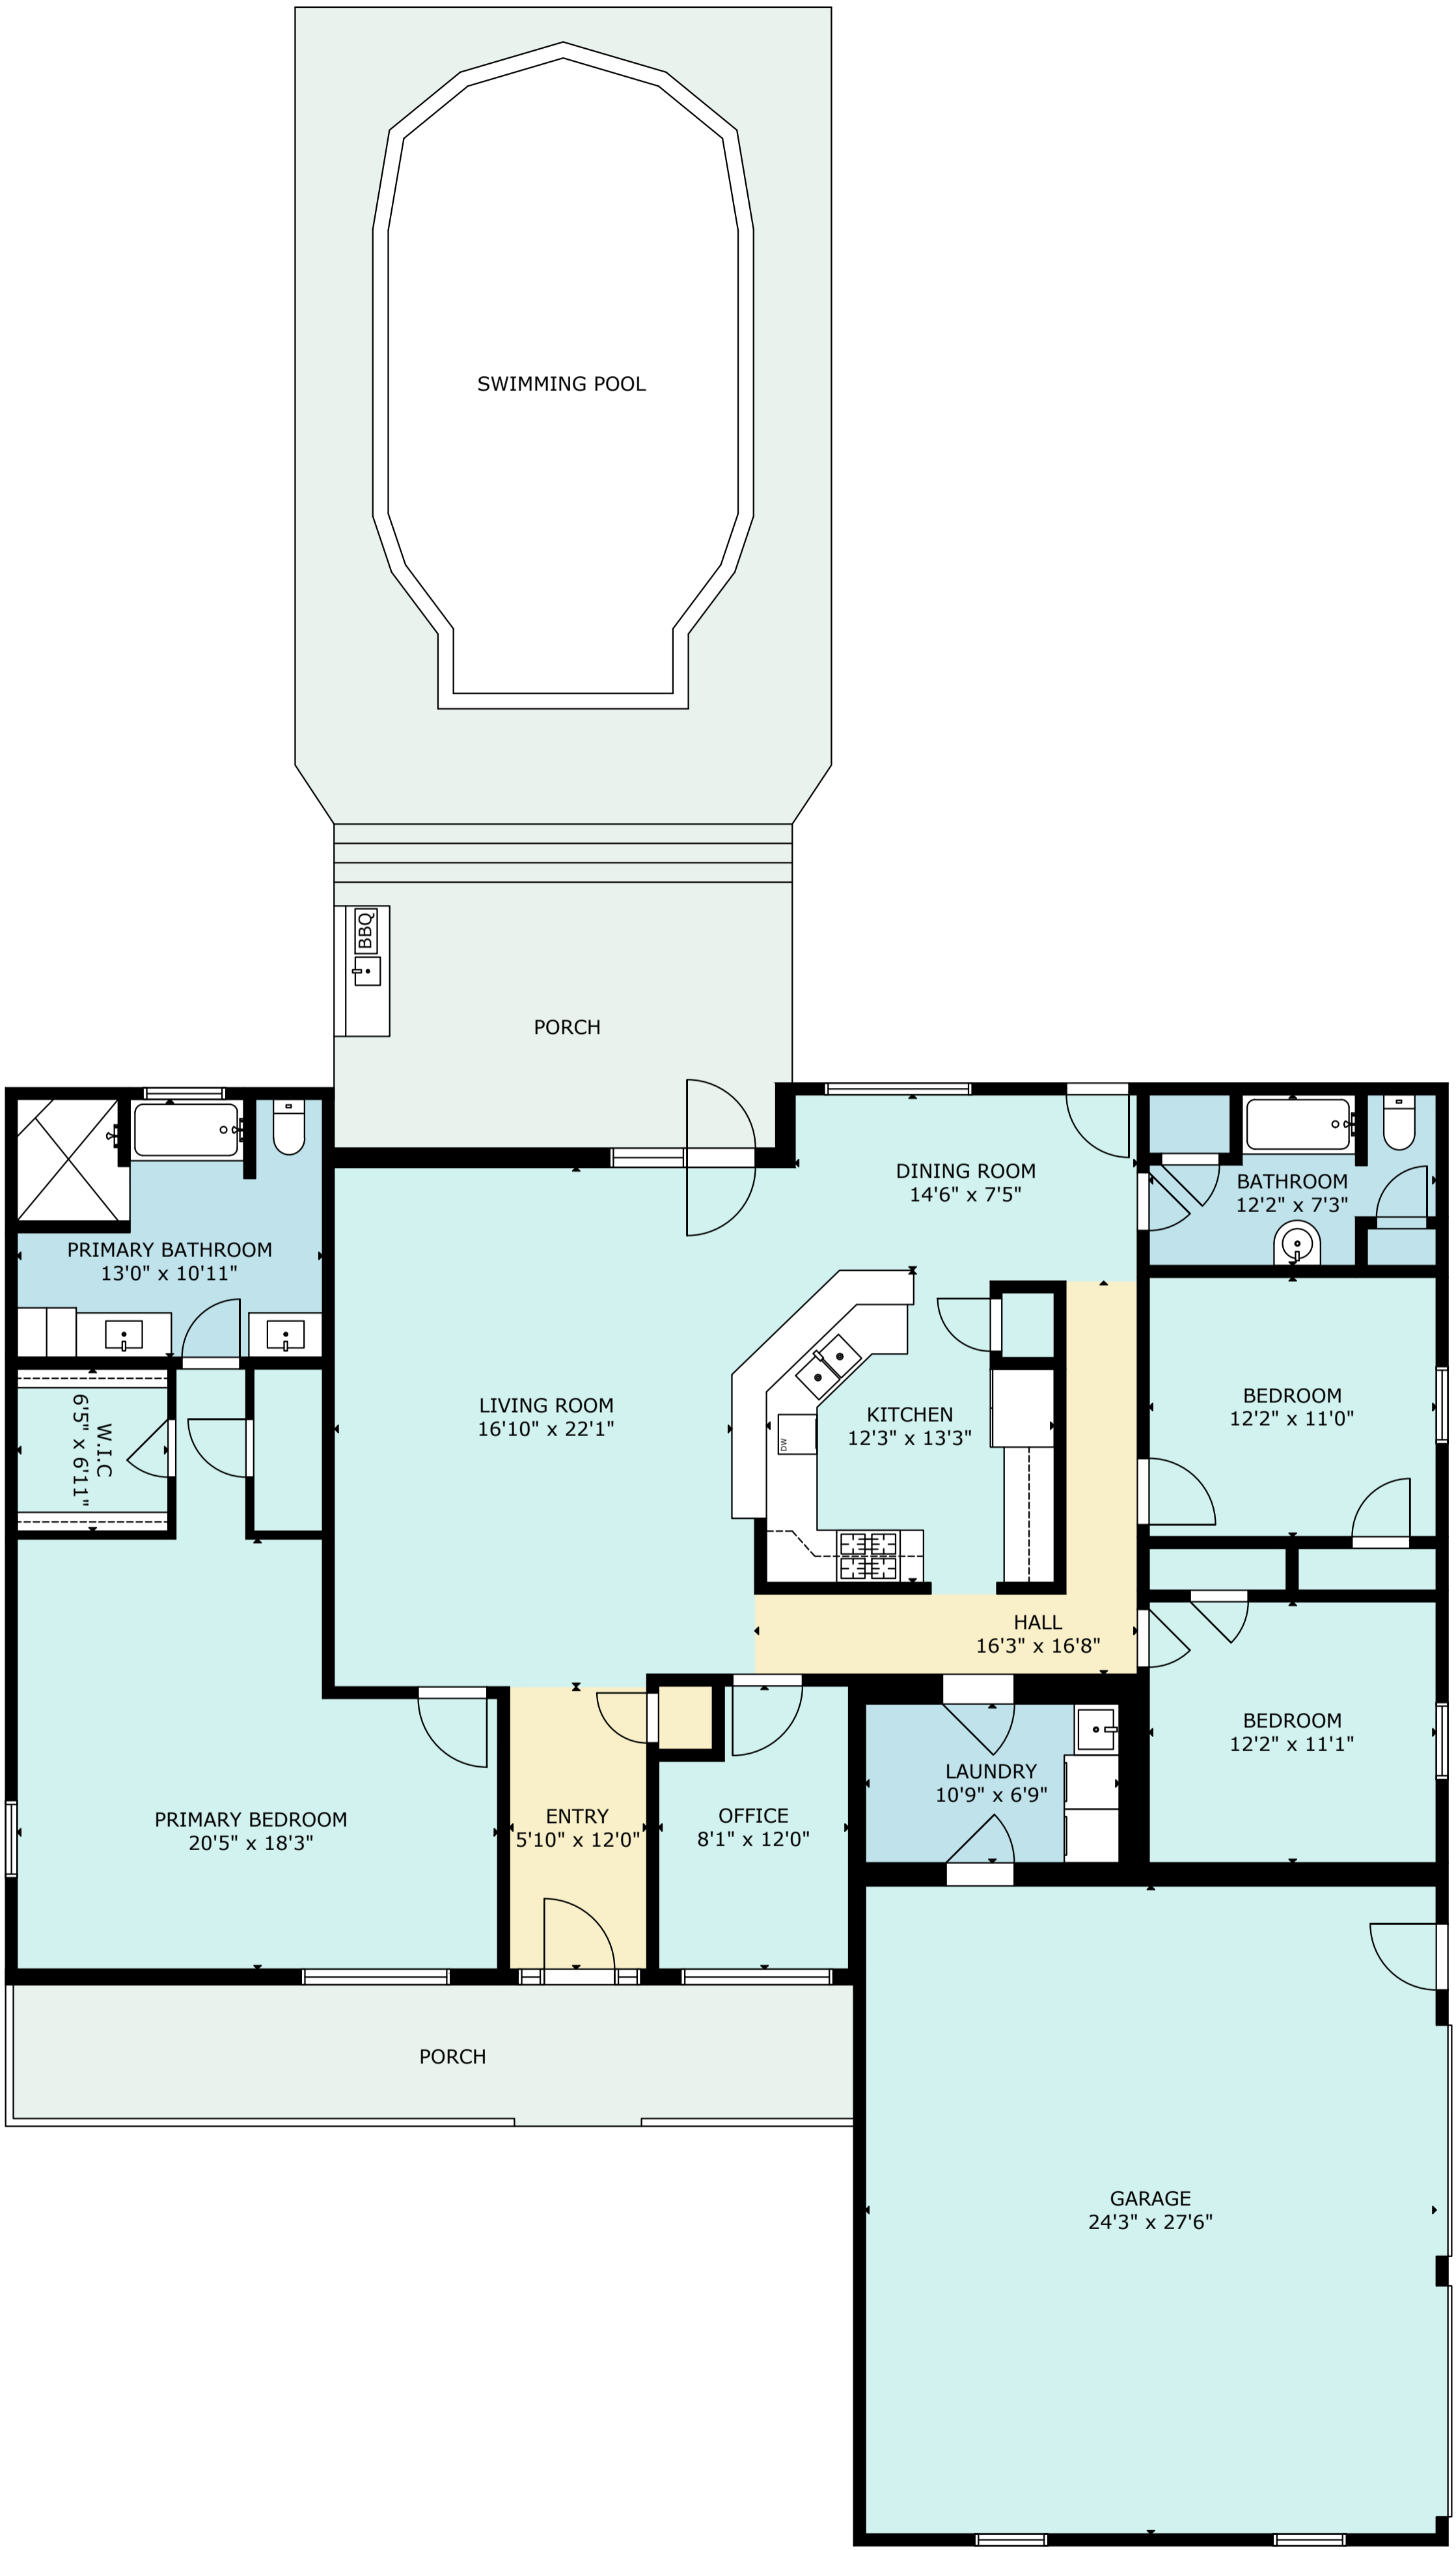 SWIMMING POOL
BBQ
PORCH
DINING ROOM
14'6" x 7'5"
BATHROOM
12'2" x 7'3"
PRIMARY BATHROOM
13'0" x 10'11"
W.I.C
6'5" x 6'11"
LIVING ROOM
16'10" x 22'1"
KITCHEN
12'3" x 13'3"
DW
BEDROOM
12'2" x 11'0"
HALL
16'3" x 16'8"
BEDROOM
12'2" x 11'1"
LAUNDRY
10'9" x 6'9"
PRIMARY BEDROOM
20'5" x 18'3"
ENTRY
5'10" x 12'0"
OFFICE
8'1" x 12'0"
PORCH
GARAGE
24'3" x 27'6"